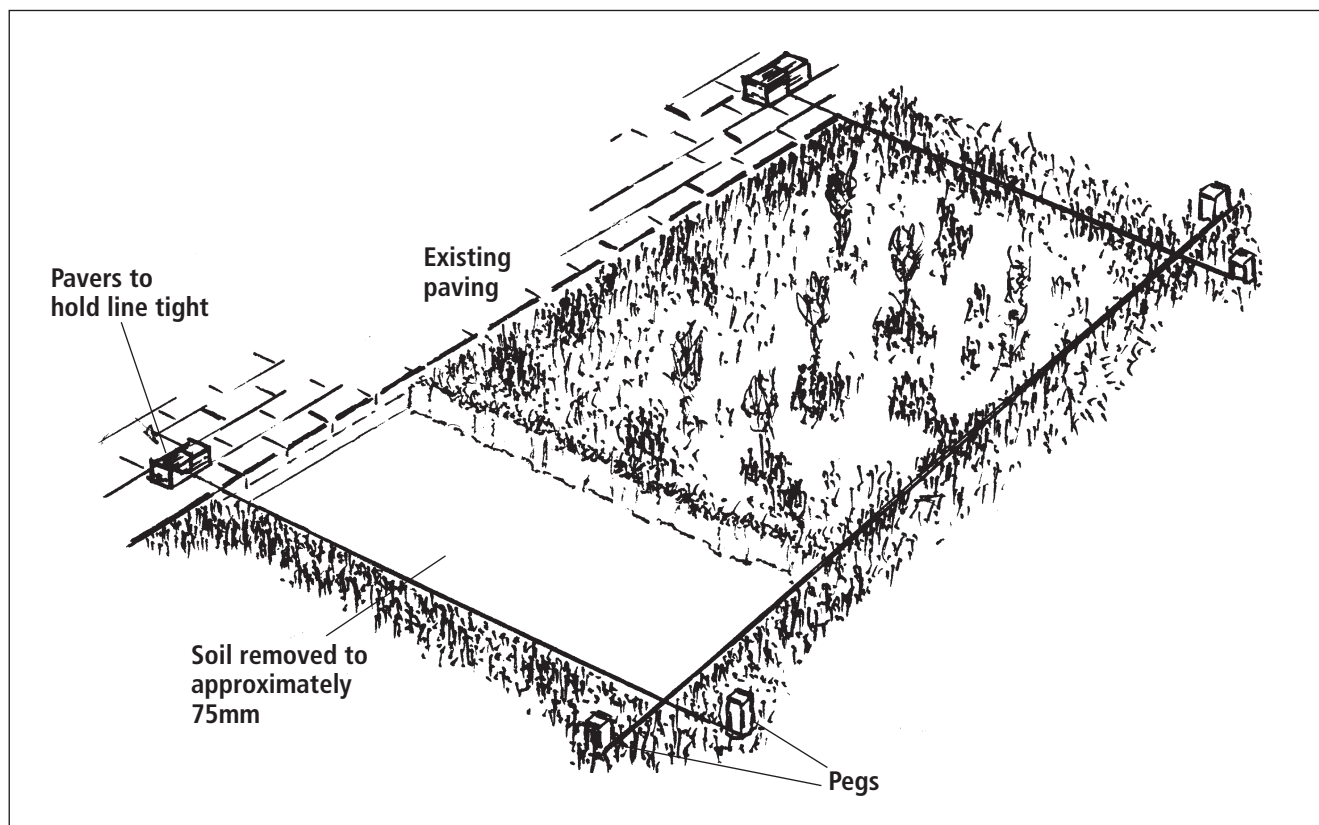 Existing
paving
Pavers to
hold line tight
Soil removed to
approximately
75mm
Pegs